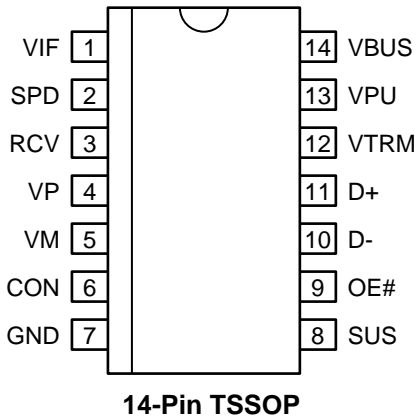 VIF 1 14 VBUS
SPD 2 13 VPU
RCV 3 12 VTRM
VP 4 11 D+
VM 5 10 D-
CON 6 9 OE#
GND 7 8 SUS
14-Pin TSSOP